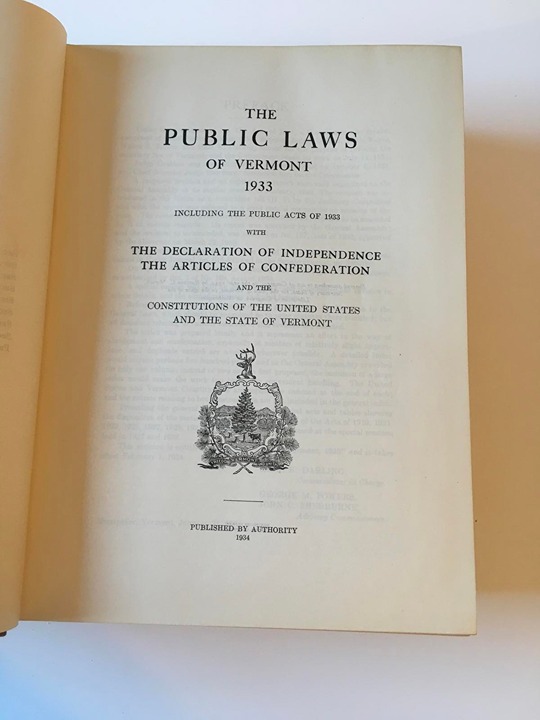 THE
PUBLIC LAWS
OF VERMONT
1933
INCLUDING THE PUBLIC ACTS OF 1933
WITH
THE DECLARATION OF INDEPENDENCE
THE ARTICLES OF CONFEDERATION
AND THE
CONSTITUTIONS OF THE UNITED STATES
AND THE STATE OF VERMONT
PUBLISHED BY AUTHORITY
1934